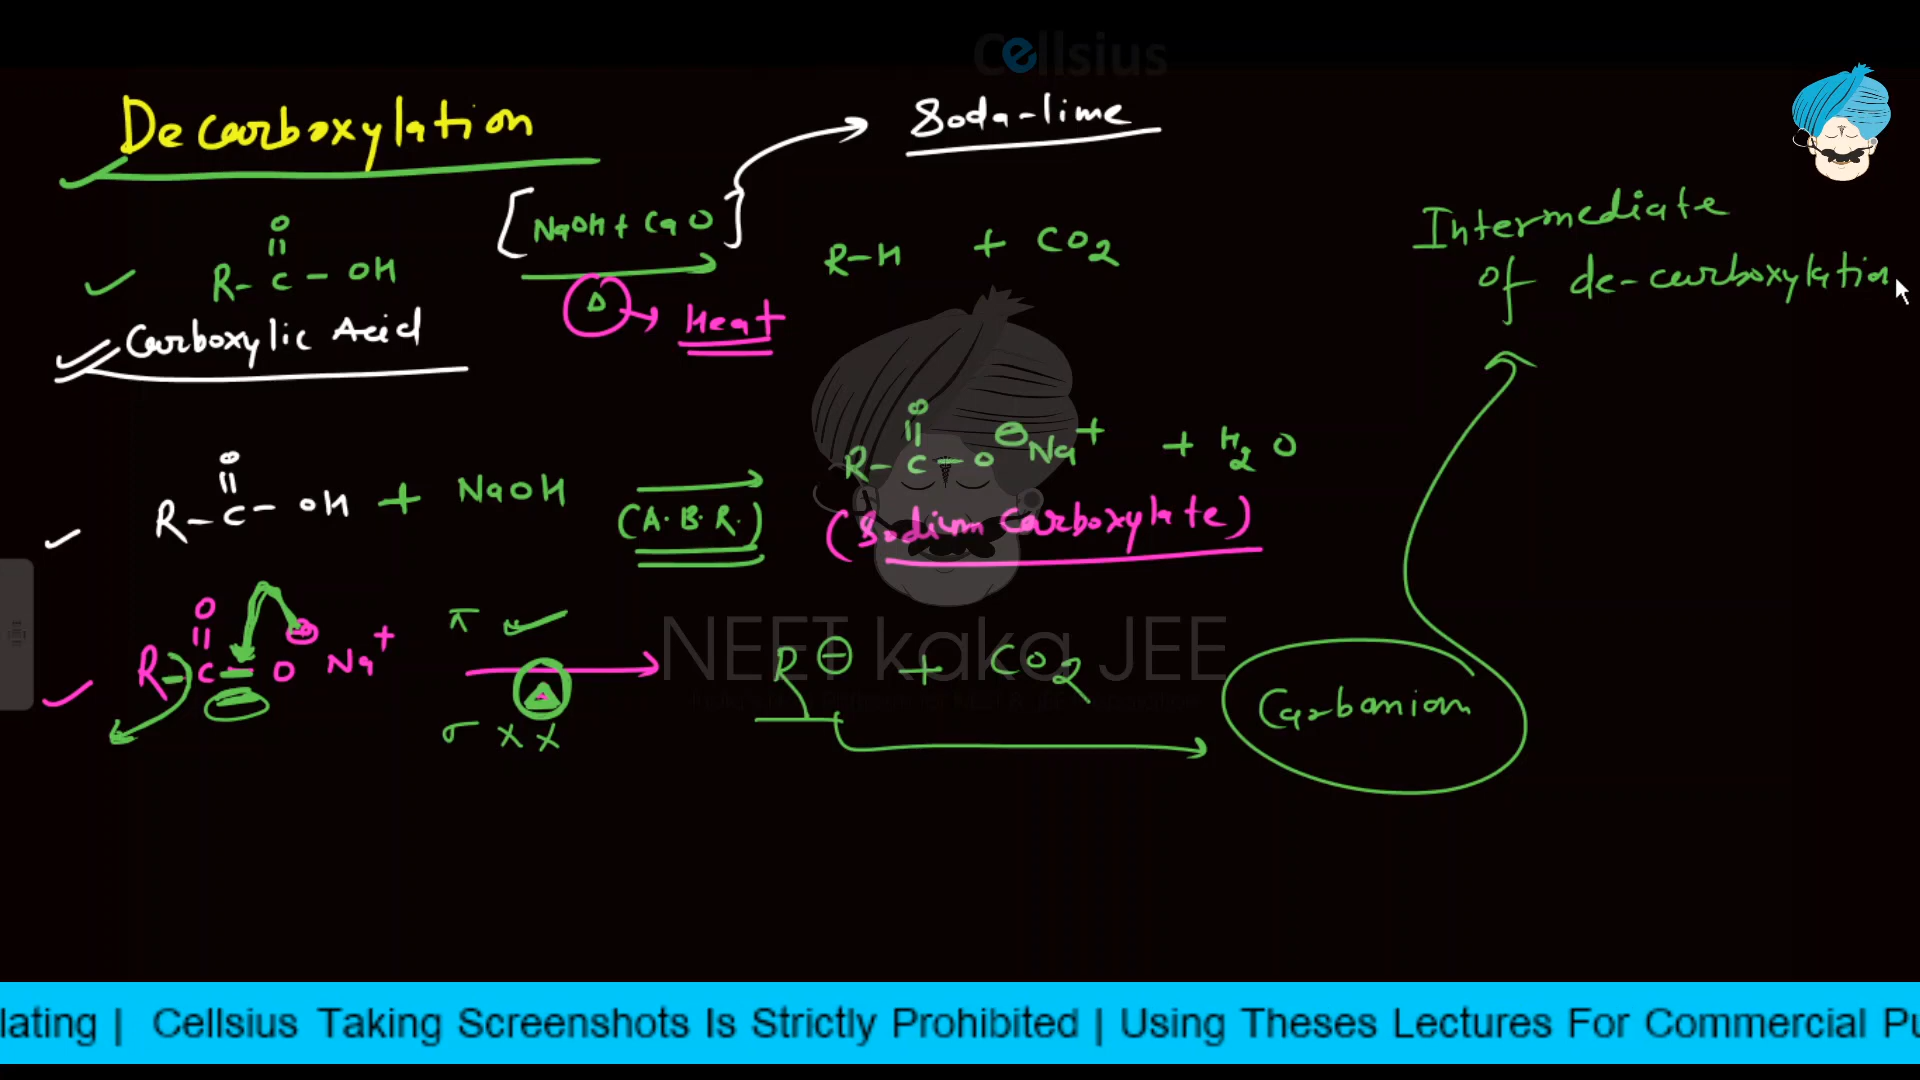 Cellsius
Decarboxylation
Soda-lime
[NaOH + CaO]
O
||
R-C-OH
R-H + CO2
Δ → Heat
Carboxylic Acid
Intermediate
of de-carboxylation
O
||
R-C-OH + NaOH
(A.B.R.)
O
||
R-C-O⊖Na+ + H2O
(Sodium Carboxylate)
O
||
R-C=O Na+
π
Δ
σ x x
R⊖ + CO2
Carbanion
NEET kaka JEE
lating | Cellsius Taking Screenshots Is Strictly Prohibited | Using Theses Lectures For Commercial Pu